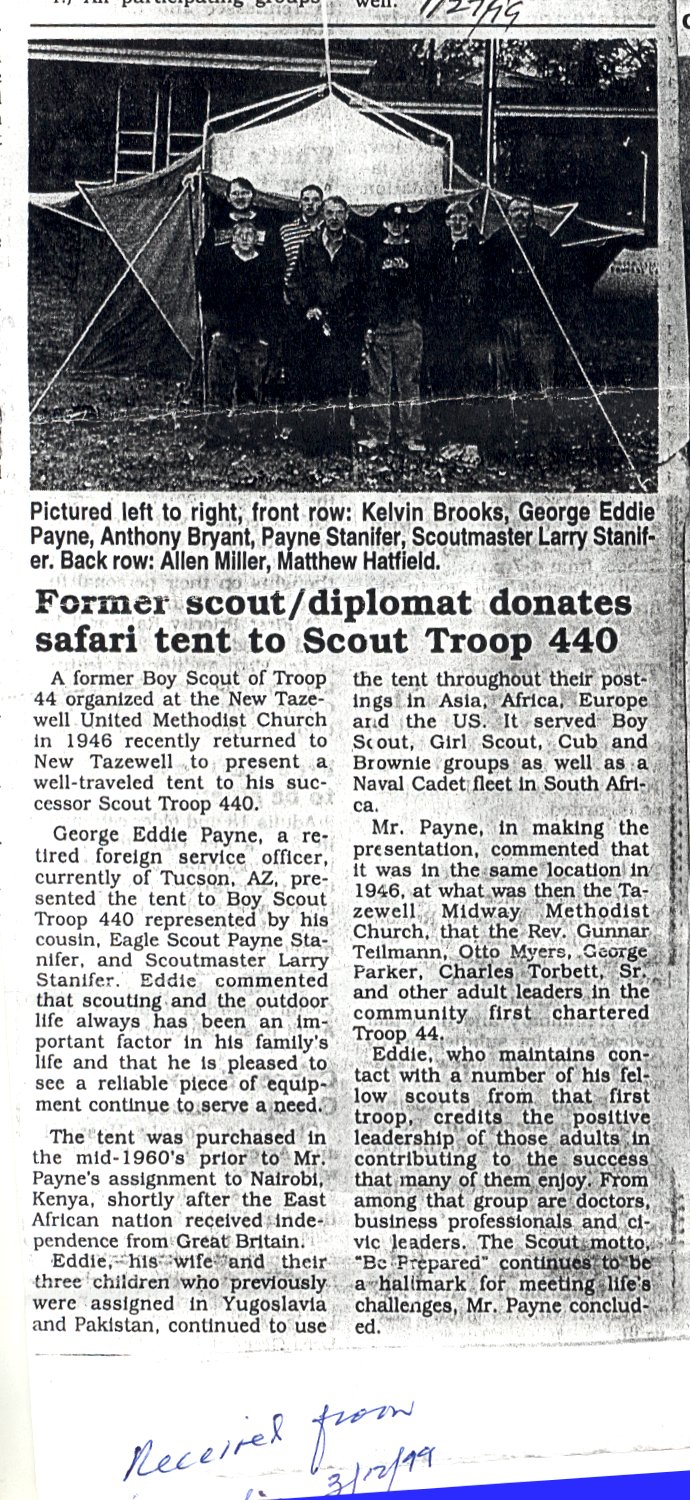 All participating groups well.
Pictured left to right, front row: Kelvin Brooks, George Eddie
Payne, Anthony Bryant, Payne Stanifer, Scoutmaster Larry Stanif-
er. Back row: Allen Miller, Matthew Hatfield.
Former scout/diplomat donates
safari tent to Scout Troop 440
A former Boy Scout of Troop
44 organized at the New Taze-
well United Methodist Church
in 1946 recently returned to
New Tazewell to present a
well-traveled tent to his suc-
cessor Scout Troop 440.
George Eddie Payne, a re-
tired foreign service officer,
currently of Tucson, AZ, pre-
sented the tent to Boy Scout
Troop 440 represented by his
cousin, Eagle Scout Payne Sta-
nifer, and Scoutmaster Larry
Stanifer. Eddie commented
that scouting and the outdoor
life always has been an im-
portant factor in his family's
life and that he is pleased to
see a reliable piece of equip-
ment continue to serve a need.
The tent was purchased in
the mid-1960's prior to Mr.
Payne's assignment to Nairobi,
Kenya, shortly after the East
African nation received inde-
pendence from Great Britain.
Eddie, his wife and their
three children who previously
were assigned in Yugoslavia
and Pakistan, continued to use
the tent throughout their post-
ings in Asia, Africa, Europe
and the US. It served Boy
Scout, Girl Scout, Cub and
Brownie groups as well as a
Naval Cadet fleet in South Afri-
ca.
Mr. Payne, in making the
presentation, commented that
it was in the same location in
1946, at what was then the Ta-
zewell Midway Methodist
Church, that the Rev. Gunnar
Teilmann, Otto Myers, George
Parker, Charles Torbett, Sr.
and other adult leaders in the
community first chartered
Troop 44.
Eddie, who maintains con-
tact with a number of his fel-
low scouts from that first
troop, credits the positive
leadership of those adults in
contributing to the success
that many of them enjoy. From
among that group are doctors,
business professionals and ci-
vic leaders. The Scout motto,
"Be Prepared" continues to be
a hallmark for meeting life's
challenges, Mr. Payne conclud-
ed.
Received from
3/12/99